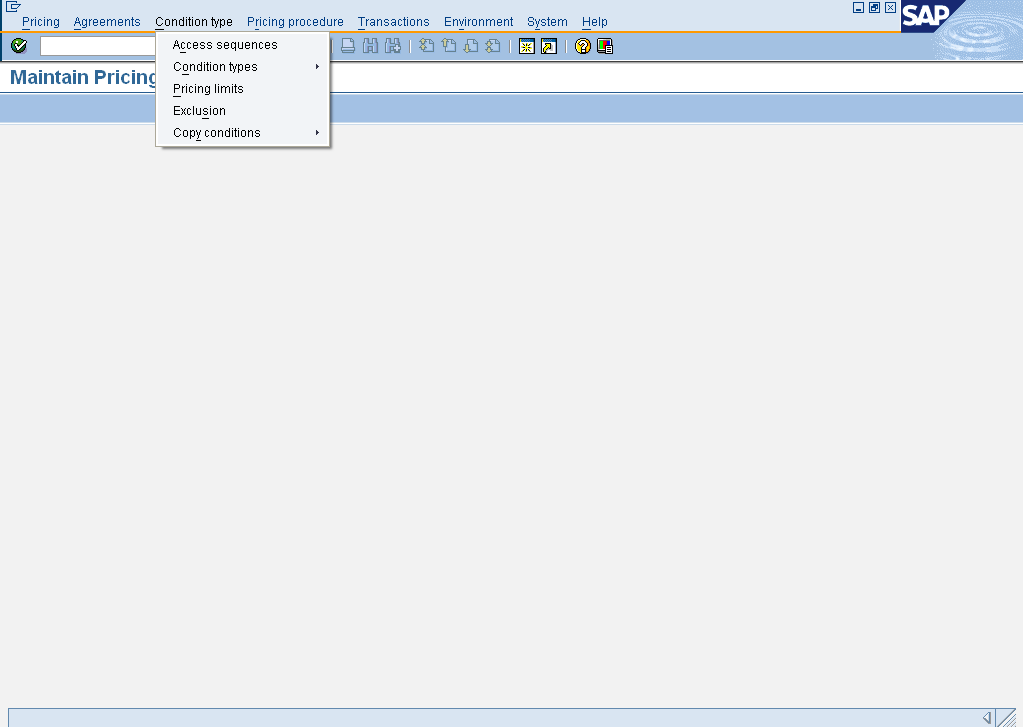 Pricing Agreements Condition type Pricing procedure Transactions Environment System Help
SAP
Access sequences
Condition types
Pricing limits
Exclusion
Copy conditions
Maintain Pricing